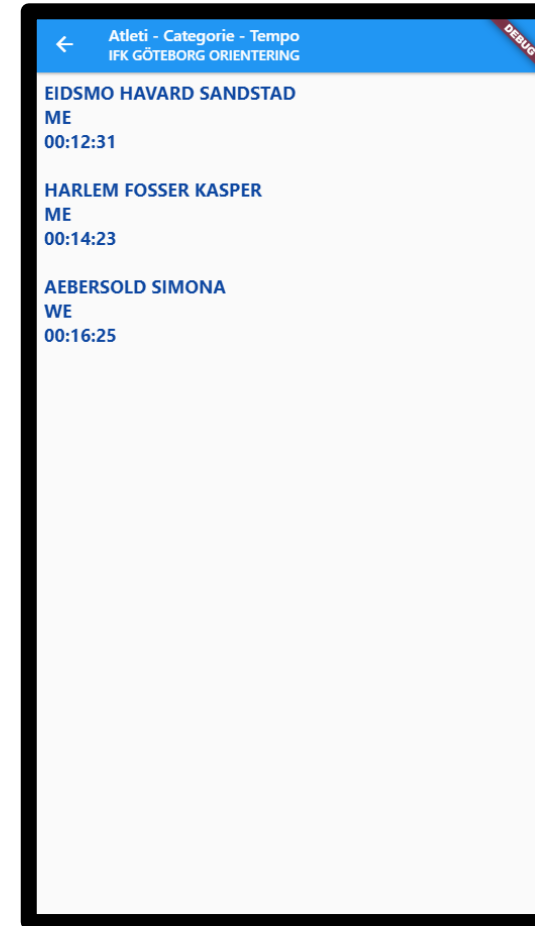 Atleti - Categorie - Tempo
IFK GÖTEBORG ORIENTERING
DEBUG
EIDSMO HAVARD SANDSTAD
ME
00:12:31
HARLEM FOSSER KASPER
ME
00:14:23
AEBERSOLD SIMONA
WE
00:16:25